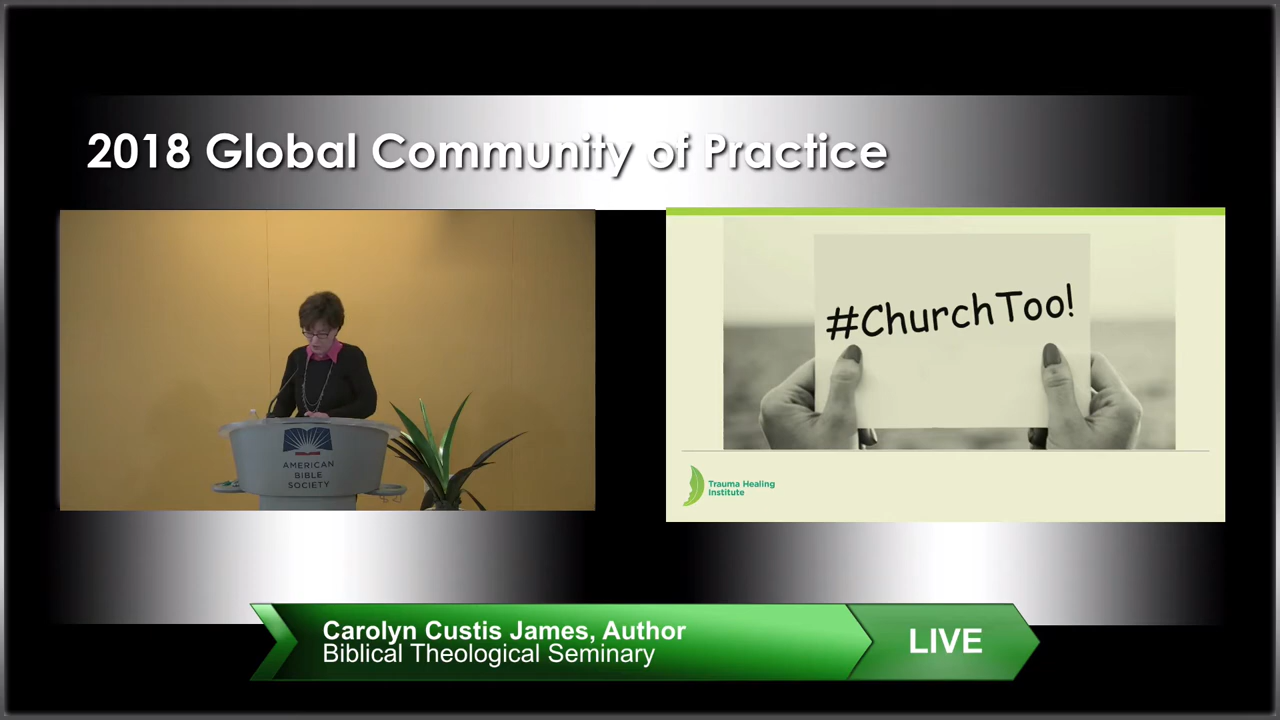 2018 Global Community of Practice
AMERICAN
BIBLE
SOCIETY
#ChurchToo!
Trauma Healing
Institute
Carolyn Custis James, Author
Biblical Theological Seminary
LIVE